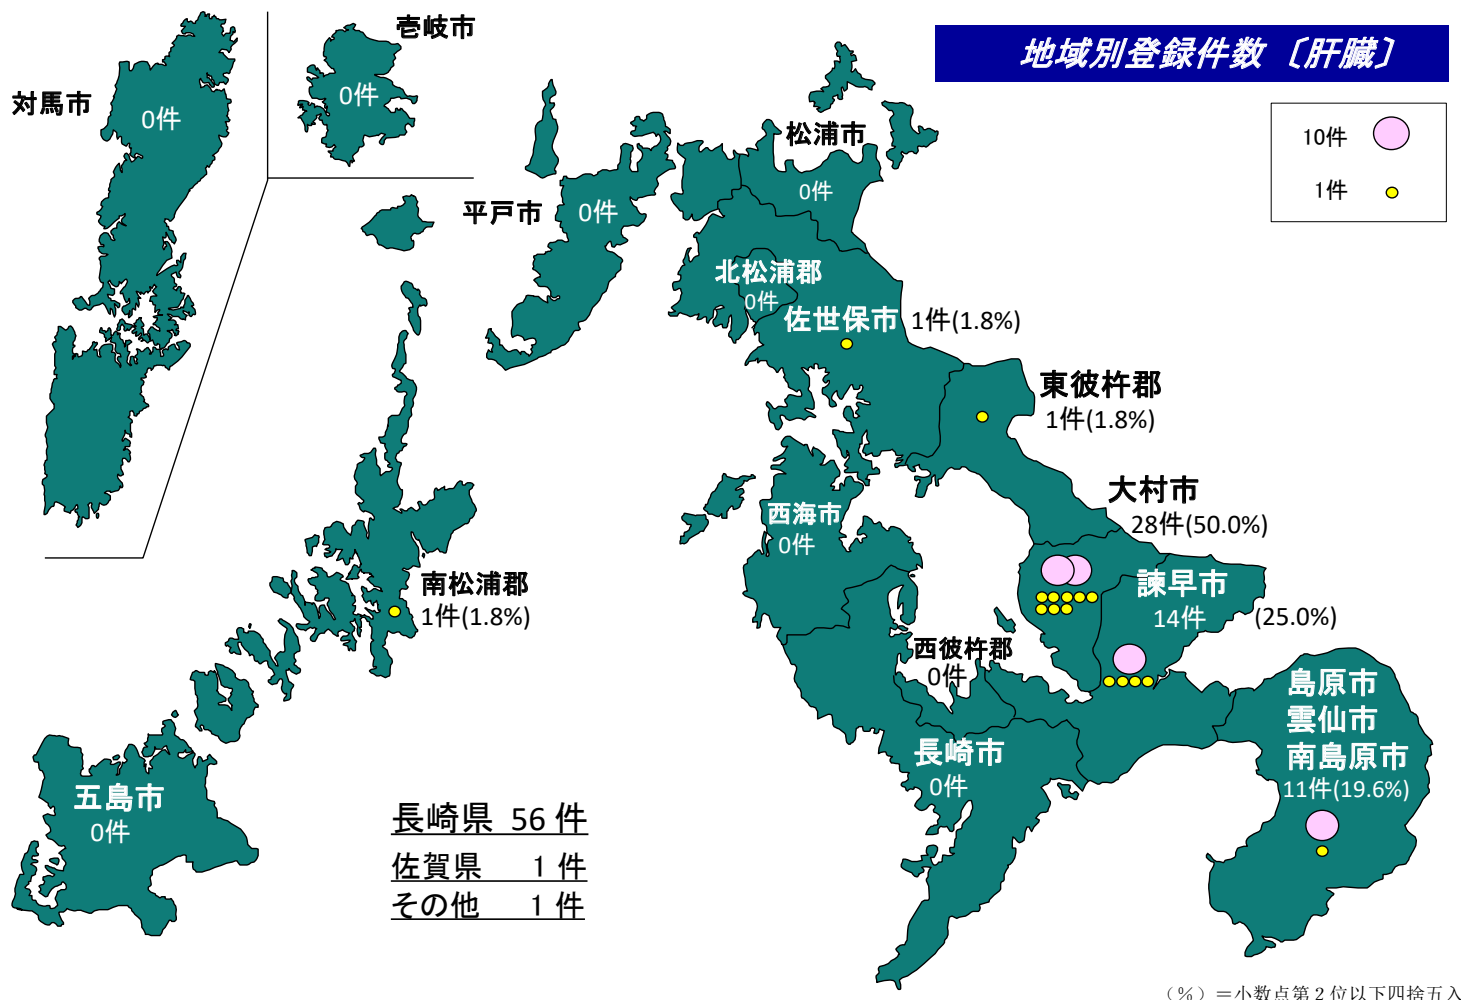 地域別登録件数〔肝臓〕
10件
1件
対馬市
0件
壱岐市
0件
松浦市
0件
平戸市
0件
北松浦郡
0件
佐世保市
1件(1.8%)
東彼杵郡
1件(1.8%)
大村市
28件(50.0%)
西海市
0件
諫早市
14件
(25.0%)
南松浦郡
1件(1.8%)
西彼杵郡
0件
島原市
雲仙市
南島原市
11件(19.6%)
長崎市
0件
五島市
0件
長崎県 56 件
佐賀県 1 件
その他 1 件
（%）＝小数点第2位以下四捨五入